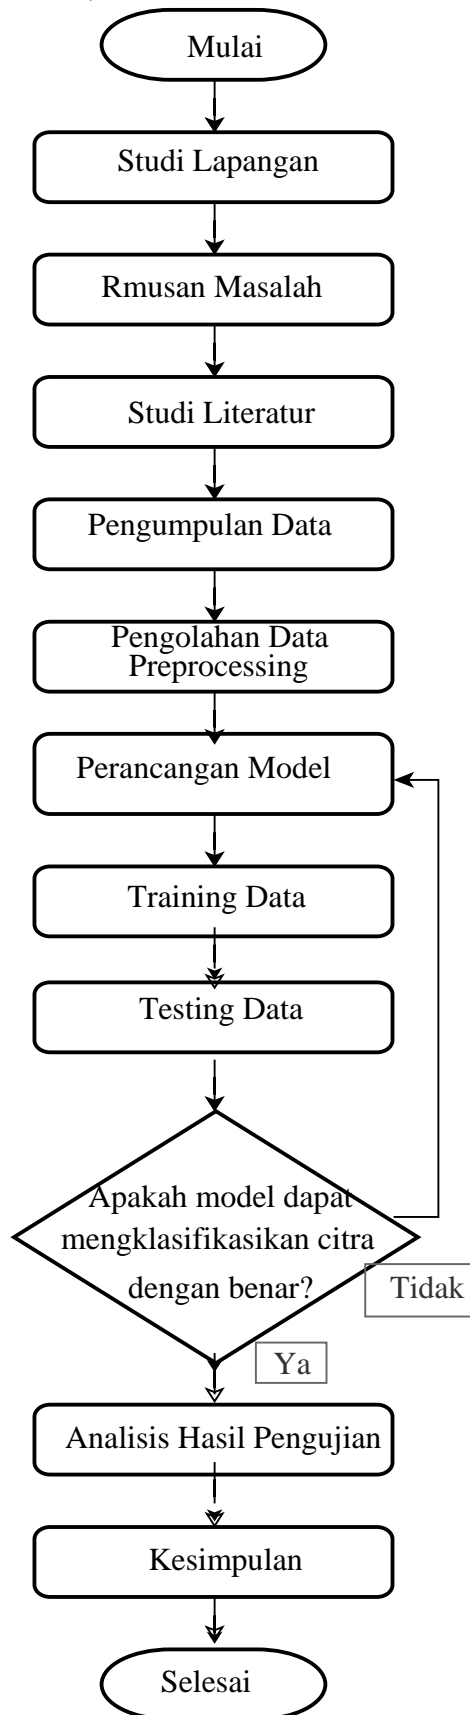 Mulai
Studi Lapangan
Rmusan Masalah
Studi Literatur
Pengumpulan Data
Pengolahan Data
Preprocessing
Perancangan Model
Training Data
Testing Data
Apakah model dapat
mengklasifikasikan citra
dengan benar?
Tidak
Ya
Analisis Hasil Pengujian
Kesimpulan
Selesai